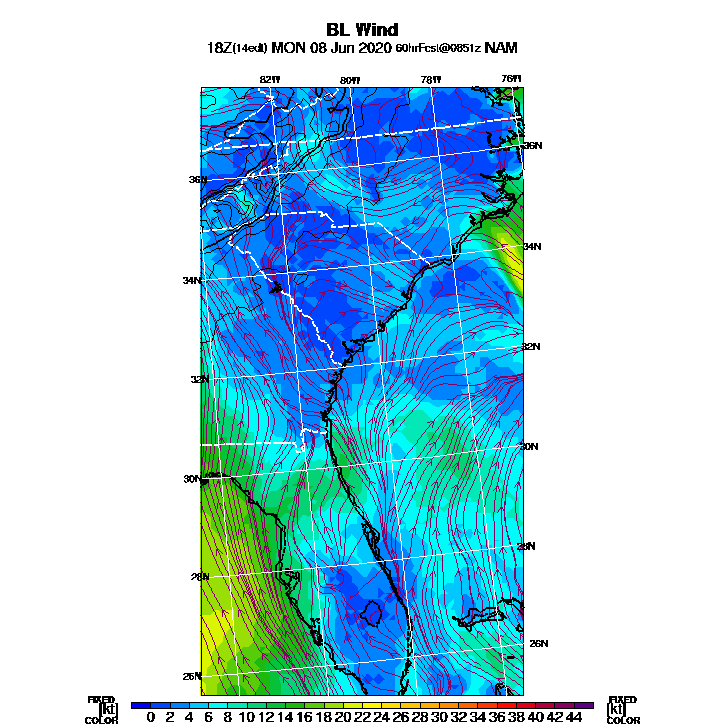 BL Wind
18Z(14edt) MON 08 Jun 2020 60hrFcst@0851z NAM
82W 80W 78W 76W
36N
36N
34N
34N
32N
32N
30N
30N
28N
28N
26N
26N
FIXED FIXED
[kt] 0 2 4 6 8 10 12 14 16 18 20 22 24 26 28 30 32 34 36 38 40 42 44 [kt]
COLOR COLOR